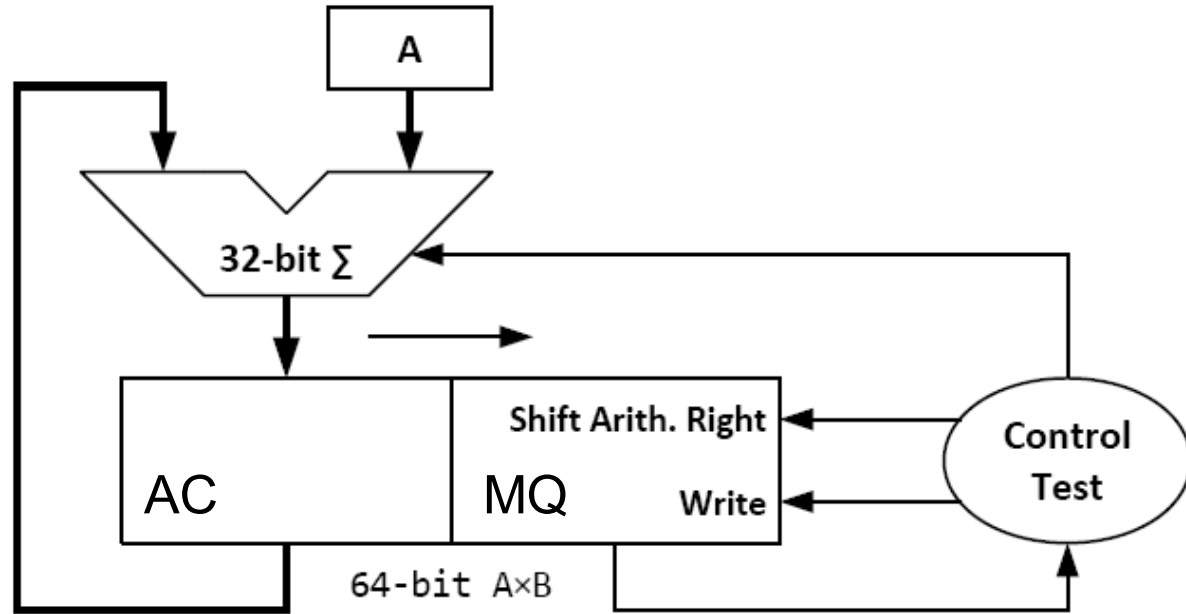 A
32-bit ∑
Shift Arith. Right
AC
MQ
Write
Control
Test
64-bit A×B